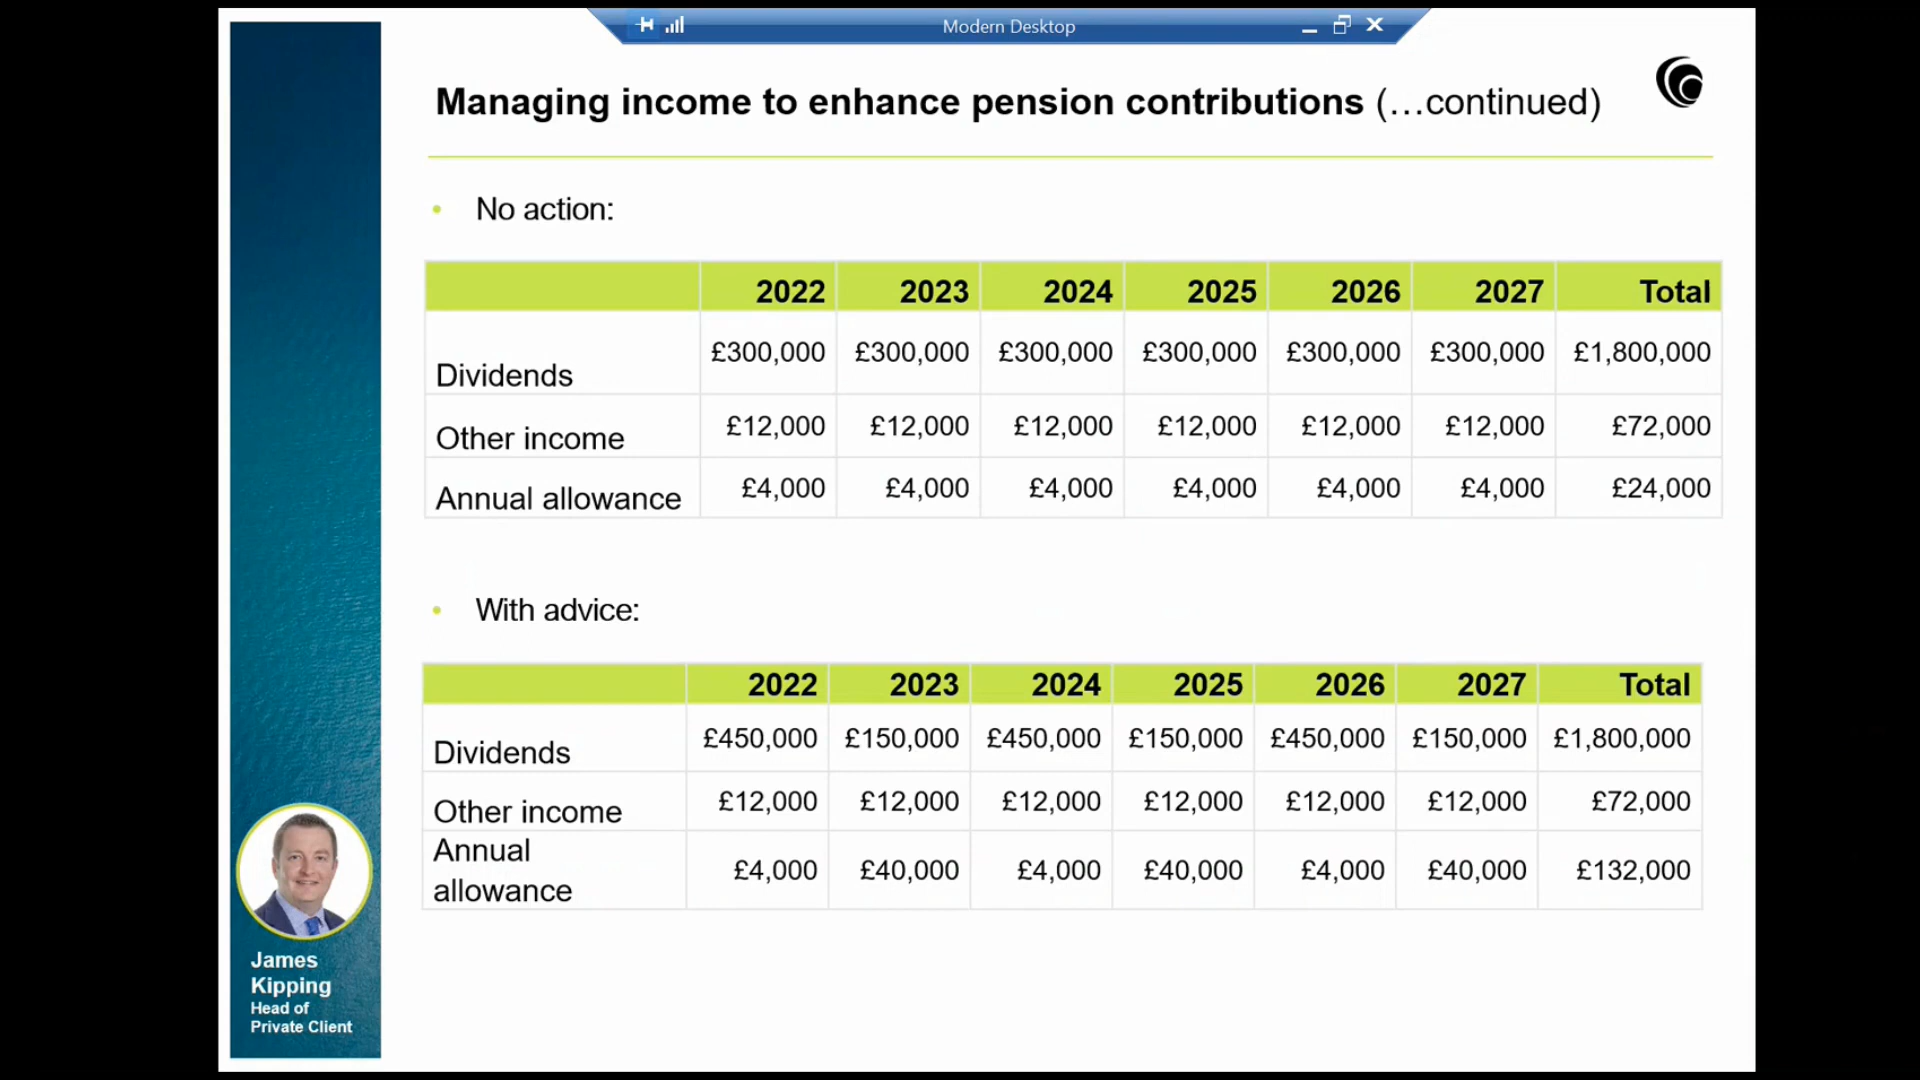 Modern Desktop
Managing income to enhance pension contributions (…continued)
• No action:
2022 2023 2024 2025 2026 2027 Total
Dividends £300,000 £300,000 £300,000 £300,000 £300,000 £300,000 £1,800,000
Other income £12,000 £12,000 £12,000 £12,000 £12,000 £12,000 £72,000
Annual allowance £4,000 £4,000 £4,000 £4,000 £4,000 £4,000 £24,000
• With advice:
2022 2023 2024 2025 2026 2027 Total
Dividends £450,000 £150,000 £450,000 £150,000 £450,000 £150,000 £1,800,000
Other income £12,000 £12,000 £12,000 £12,000 £12,000 £12,000 £72,000
Annual
allowance £4,000 £40,000 £4,000 £40,000 £4,000 £40,000 £132,000
James
Kipping
Head of
Private Client